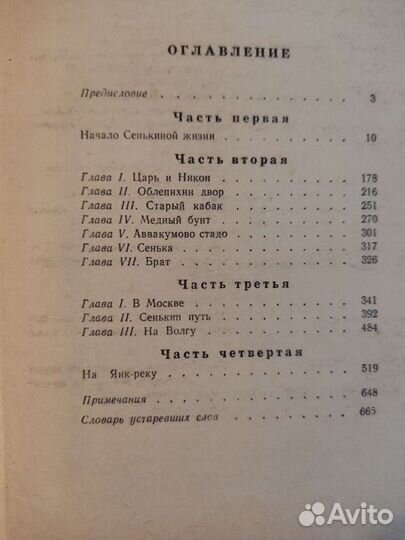 ОГЛАВЛЕНИЕ
Предисловие . . . . . . . . . . . . 3
Часть первая
Начало Сенькиной жизни . . . . . . . . . 10
Часть вторая
Глава I. Царь и Никон . . . . . . . . . 178
Глава II. Облепихин двор . . . . . . . . 216
Глава III. Старый кабак . . . . . . . . 251
Глава IV. Медный бунт . . . . . . . . 270
Глава V. Аввакумово стадо . . . . . . . 301
Глава VI. Сенька . . . . . . . . . . 317
Глава VII. Брат . . . . . . . . . . 326
Часть третья
Глава I. В Москве . . . . . . . . . . 341
Глава II. Сенькин путь . . . . . . . . 392
Глава III. На Волгу . . . . . . . . . 484
Часть четвертая
На Яик-реку . . . . . . . . . . . . 519
Примечания . . . . . . . . . . . . 648
Словарь устаревших слов . . . . . . . . 665
Avito